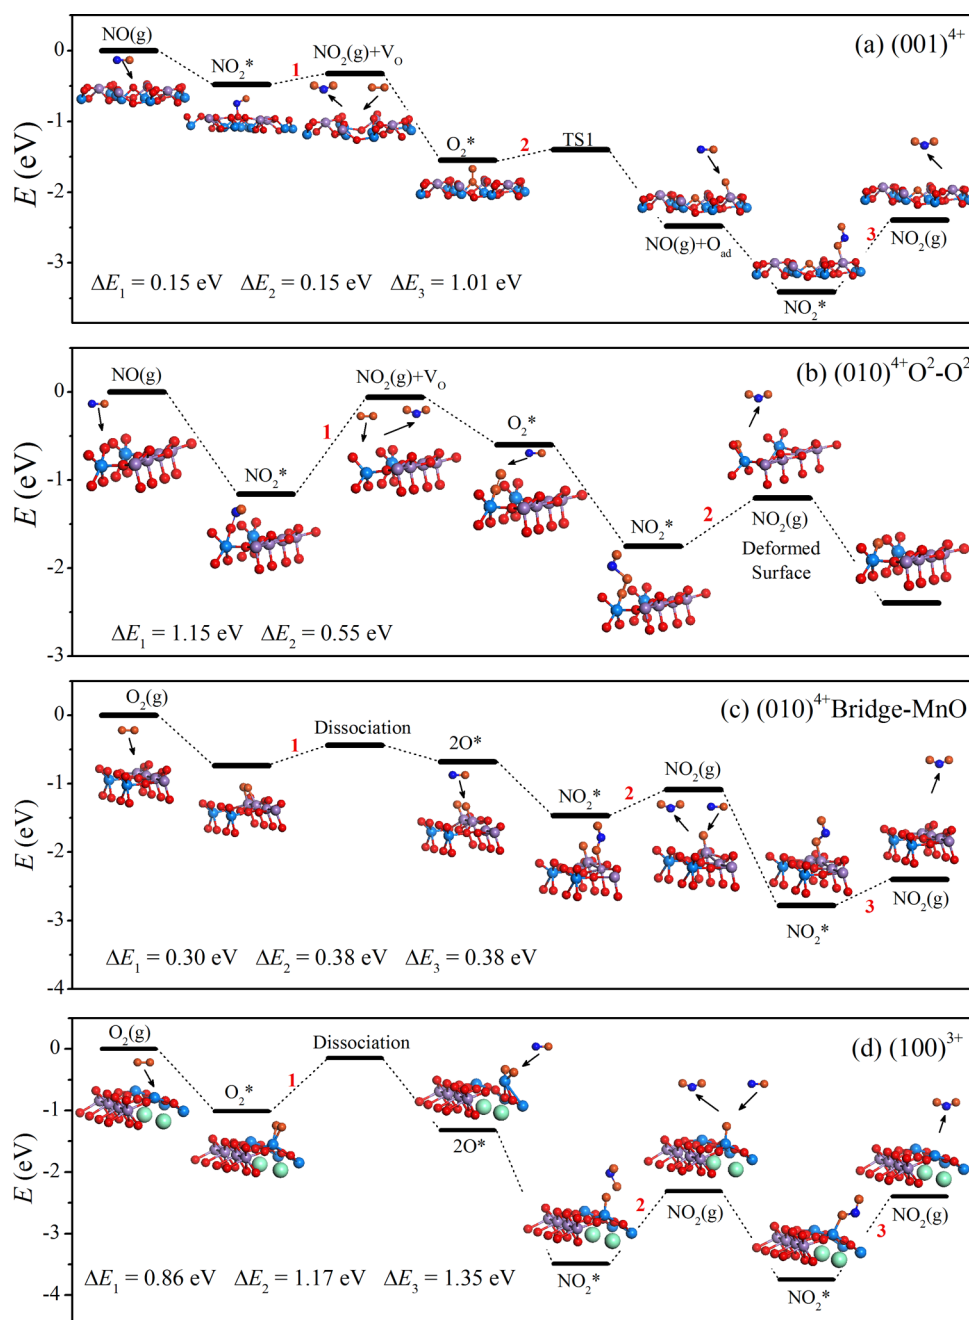 (a) (001)⁴⁺
E (eV)
0
-1
-2
-3
NO(g)
NO₂*
1
NO₂(g)+V_O
O₂*
2
TS1
NO(g)+O_ad
NO₂*
3
NO₂(g)
ΔE₁ = 0.15 eV ΔE₂ = 0.15 eV ΔE₃ = 1.01 eV
(b) (010)⁴⁺O²-O²
E (eV)
0
-1
-2
-3
NO(g)
NO₂*
1
NO₂(g)+V_O
O₂*
NO₂*
2
NO₂(g)
Deformed
Surface
ΔE₁ = 1.15 eV ΔE₂ = 0.55 eV
(c) (010)⁴⁺Bridge-MnO
E (eV)
0
-1
-2
-3
-4
O₂(g)
1
Dissociation
2O*
NO₂*
2
NO₂(g)
NO₂*
3
NO₂(g)
ΔE₁ = 0.30 eV ΔE₂ = 0.38 eV ΔE₃ = 0.38 eV
(d) (100)³⁺
E (eV)
0
-1
-2
-3
-4
O₂(g)
O₂*
1
Dissociation
2O*
NO₂*
2
NO₂(g)
NO₂*
3
NO₂(g)
ΔE₁ = 0.86 eV ΔE₂ = 1.17 eV ΔE₃ = 1.35 eV